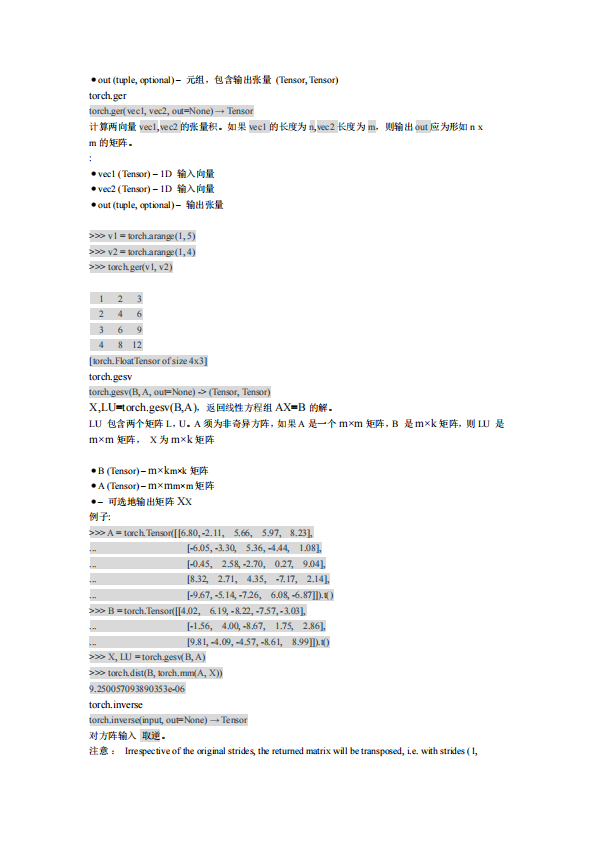 ● out (tuple, optional) – 元组，包含输出张量 (Tensor, Tensor)
torch.ger
torch.ger(vec1, vec2, out=None) → Tensor
计算两向量 vec1,vec2 的张量积。如果 vec1 的长度为 n,vec2 长度为 m，则输出 out 应为形如 n x
m 的矩阵。
:
● vec1 (Tensor) – 1D 输入向量
● vec2 (Tensor) – 1D 输入向量
● out (tuple, optional) – 输出张量
>>> v1 = torch.arange(1, 5)
>>> v2 = torch.arange(1, 4)
>>> torch.ger(v1, v2)
1 2 3
2 4 6
3 6 9
4 8 12
[torch.FloatTensor of size 4x3]
torch.gesv
torch.gesv(B, A, out=None) -> (Tensor, Tensor)
X,LU=torch.gesv(B,A)，返回线性方程组 AX=B 的解。
LU 包含两个矩阵 L，U。A 须为非奇异方阵，如果 A 是一个 m×m 矩阵，B 是 m×k 矩阵，则 LU 是
m×m 矩阵， X 为 m×k 矩阵
● B (Tensor) – m×km×k 矩阵
● A (Tensor) – m×mm×m 矩阵
● – 可选地输出矩阵 XX
例子:
>>> A = torch.Tensor([[6.80, -2.11, 5.66, 5.97, 8.23],
... [-6.05, -3.30, 5.36, -4.44, 1.08],
... [-0.45, 2.58, -2.70, 0.27, 9.04],
... [8.32, 2.71, 4.35, -7.17, 2.14],
... [-9.67, -5.14, -7.26, 6.08, -6.87]]).t()
>>> B = torch.Tensor([[4.02, 6.19, -8.22, -7.57, -3.03],
... [-1.56, 4.00, -8.67, 1.75, 2.86],
... [9.81, -4.09, -4.57, -8.61, 8.99]]).t()
>>> X, LU = torch.gesv(B, A)
>>> torch.dist(B, torch.mm(A, X))
9.250057093890353e-06
torch.inverse
torch.inverse(input, out=None) → Tensor
对方阵输入 取逆。
注意 ： Irrespective of the original strides, the returned matrix will be transposed, i.e. with strides (1,